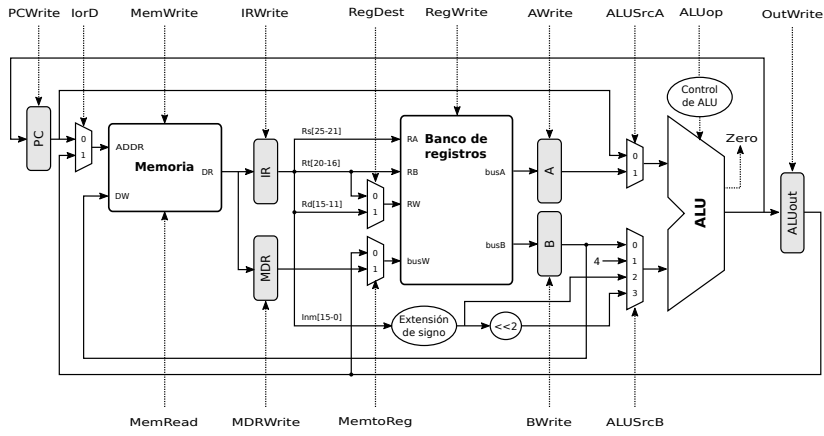 PCWrite IorD MemWrite IRWrite RegDest RegWrite AWrite ALUSrcA ALUop OutWrite
Control
de ALU
PC
0
1
ADDR
Memoria
DR
DW
IR
MDR
Rs[25-21]
Rt[20-16]
Rd[15-11]
Inm[15-0]
0
1
0
1
RA
RB
RW
busW
Banco de
registros
busA
busB
A
B
0
1
4
0
1
2
3
Extensión
de signo
<<2
ALU
Zero
ALUout
MemRead MDRWrite MemtoReg BWrite ALUSrcB